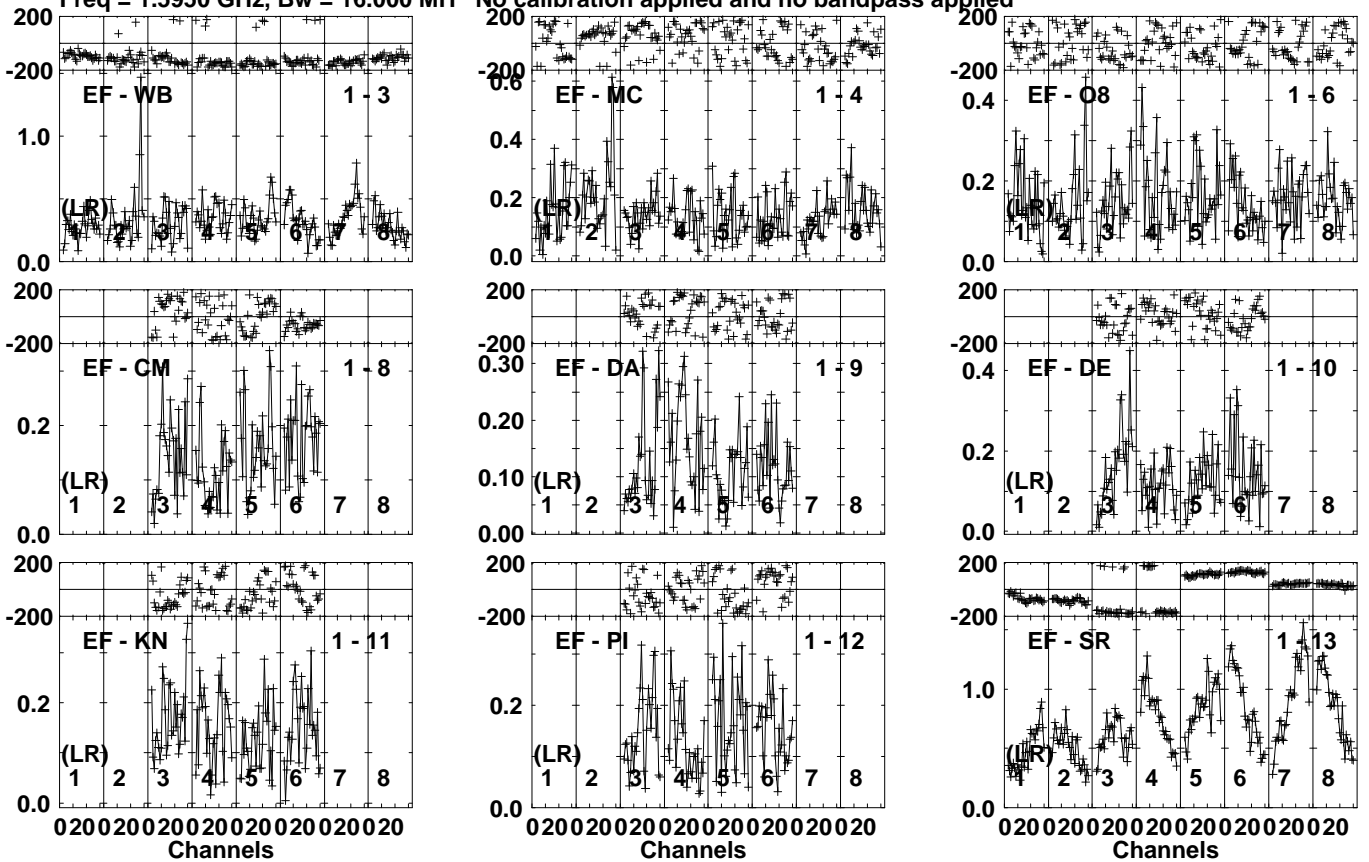 Freq = 1.5950 GHz, Bw = 16.000 MH No calibration applied and no bandpass applied
200
-200
EF - WB 1 - 3
1.0
(LR)
1 2 3 4 5 6 7 8
0.0
200
-200
0.6
EF - MC 1 - 4
0.4
0.2
(LR)
1 2 3 4 5 6 7 8
0.0
200
-200
EF - O8 1 - 6
0.4
0.2
(LR)
1 2 3 4 5 6 7 8
0.0
200
-200
EF - CM 1 - 8
0.2
(LR)
1 2 3 4 5 6 7 8
0.0
200
-200
EF - DA 1 - 9
0.30
0.20
0.10
(LR)
1 2 3 4 5 6 7 8
0.00
200
-200
EF - DE 1 - 10
0.4
0.2
(LR)
1 2 3 4 5 6 7 8
0.0
200
-200
EF - KN 1 - 11
0.2
(LR)
1 2 3 4 5 6 7 8
0.0
020020020020020020020020
Channels
200
-200
EF - PI 1 - 12
0.2
(LR)
1 2 3 4 5 6 7 8
0.0
020020020020020020020020
Channels
200
-200
EF - SR 1 - 13
1.0
(LR)
1 2 3 4 5 6 7 8
0.0
020020020020020020020020
Channels